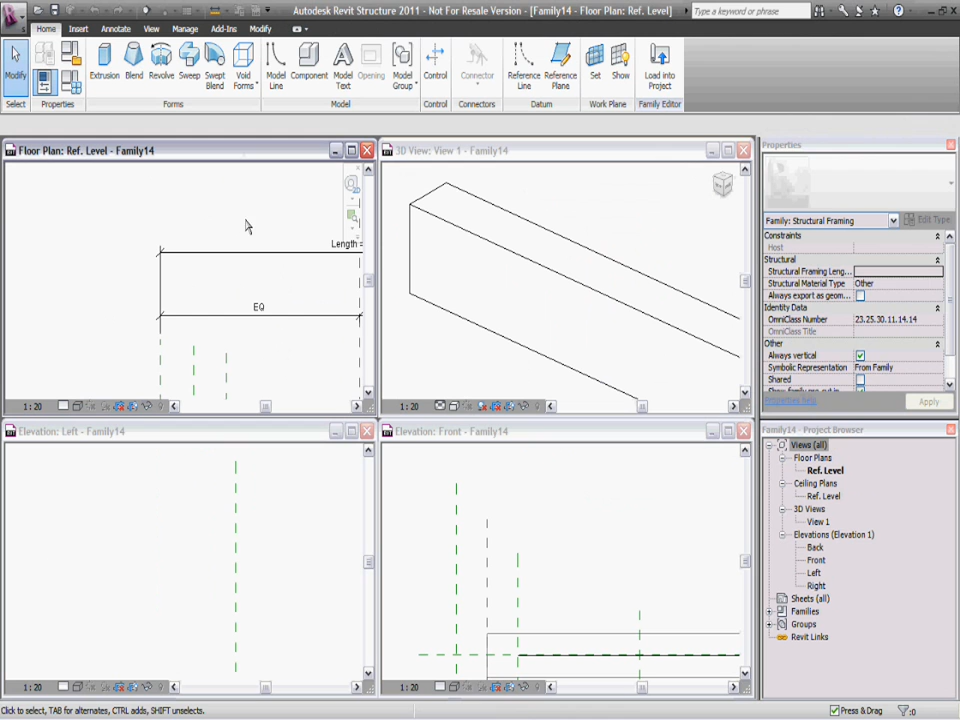 Autodesk Revit Structure 2011 - Not For Resale Version - [Family14 - Floor Plan: Ref. Level]
Type a keyword or phrase
Home Insert Annotate View Manage Add-Ins Modify
Modify Extrusion Blend Revolve Sweep Swept Blend Void Forms Model Line Component Model Text Opening Model Group Control Connector Reference Line Reference Plane Set Show Load into Project
Select Properties Forms Model Control Connectors Datum Work Plane Family Editor
Floor Plan: Ref. Level - Family14
Length =
EQ
1 : 20
3D View: View 1 - Family14
1 : 20
Elevation: Left - Family14
1 : 20
Elevation: Front - Family14
1 : 20
Properties
Family: Structural Framing
Edit Type
Constraints
Host
Structural
Structural Framing Leng...
Structural Material Type Other
Always export as geom...
Identity Data
OmniClass Number 23.25.30.11.14.14
OmniClass Title
Other
Always vertical
Symbolic Representation From Family
Shared
Properties help
Apply
Family14 - Project Browser
Views (all)
Floor Plans
Ref. Level
Ceiling Plans
Ref. Level
3D Views
View 1
Elevations (Elevation 1)
Back
Front
Left
Right
Sheets (all)
Families
Groups
Revit Links
Click to select, TAB for alternates, CTRL adds, SHIFT unselects.
Press & Drag
:0